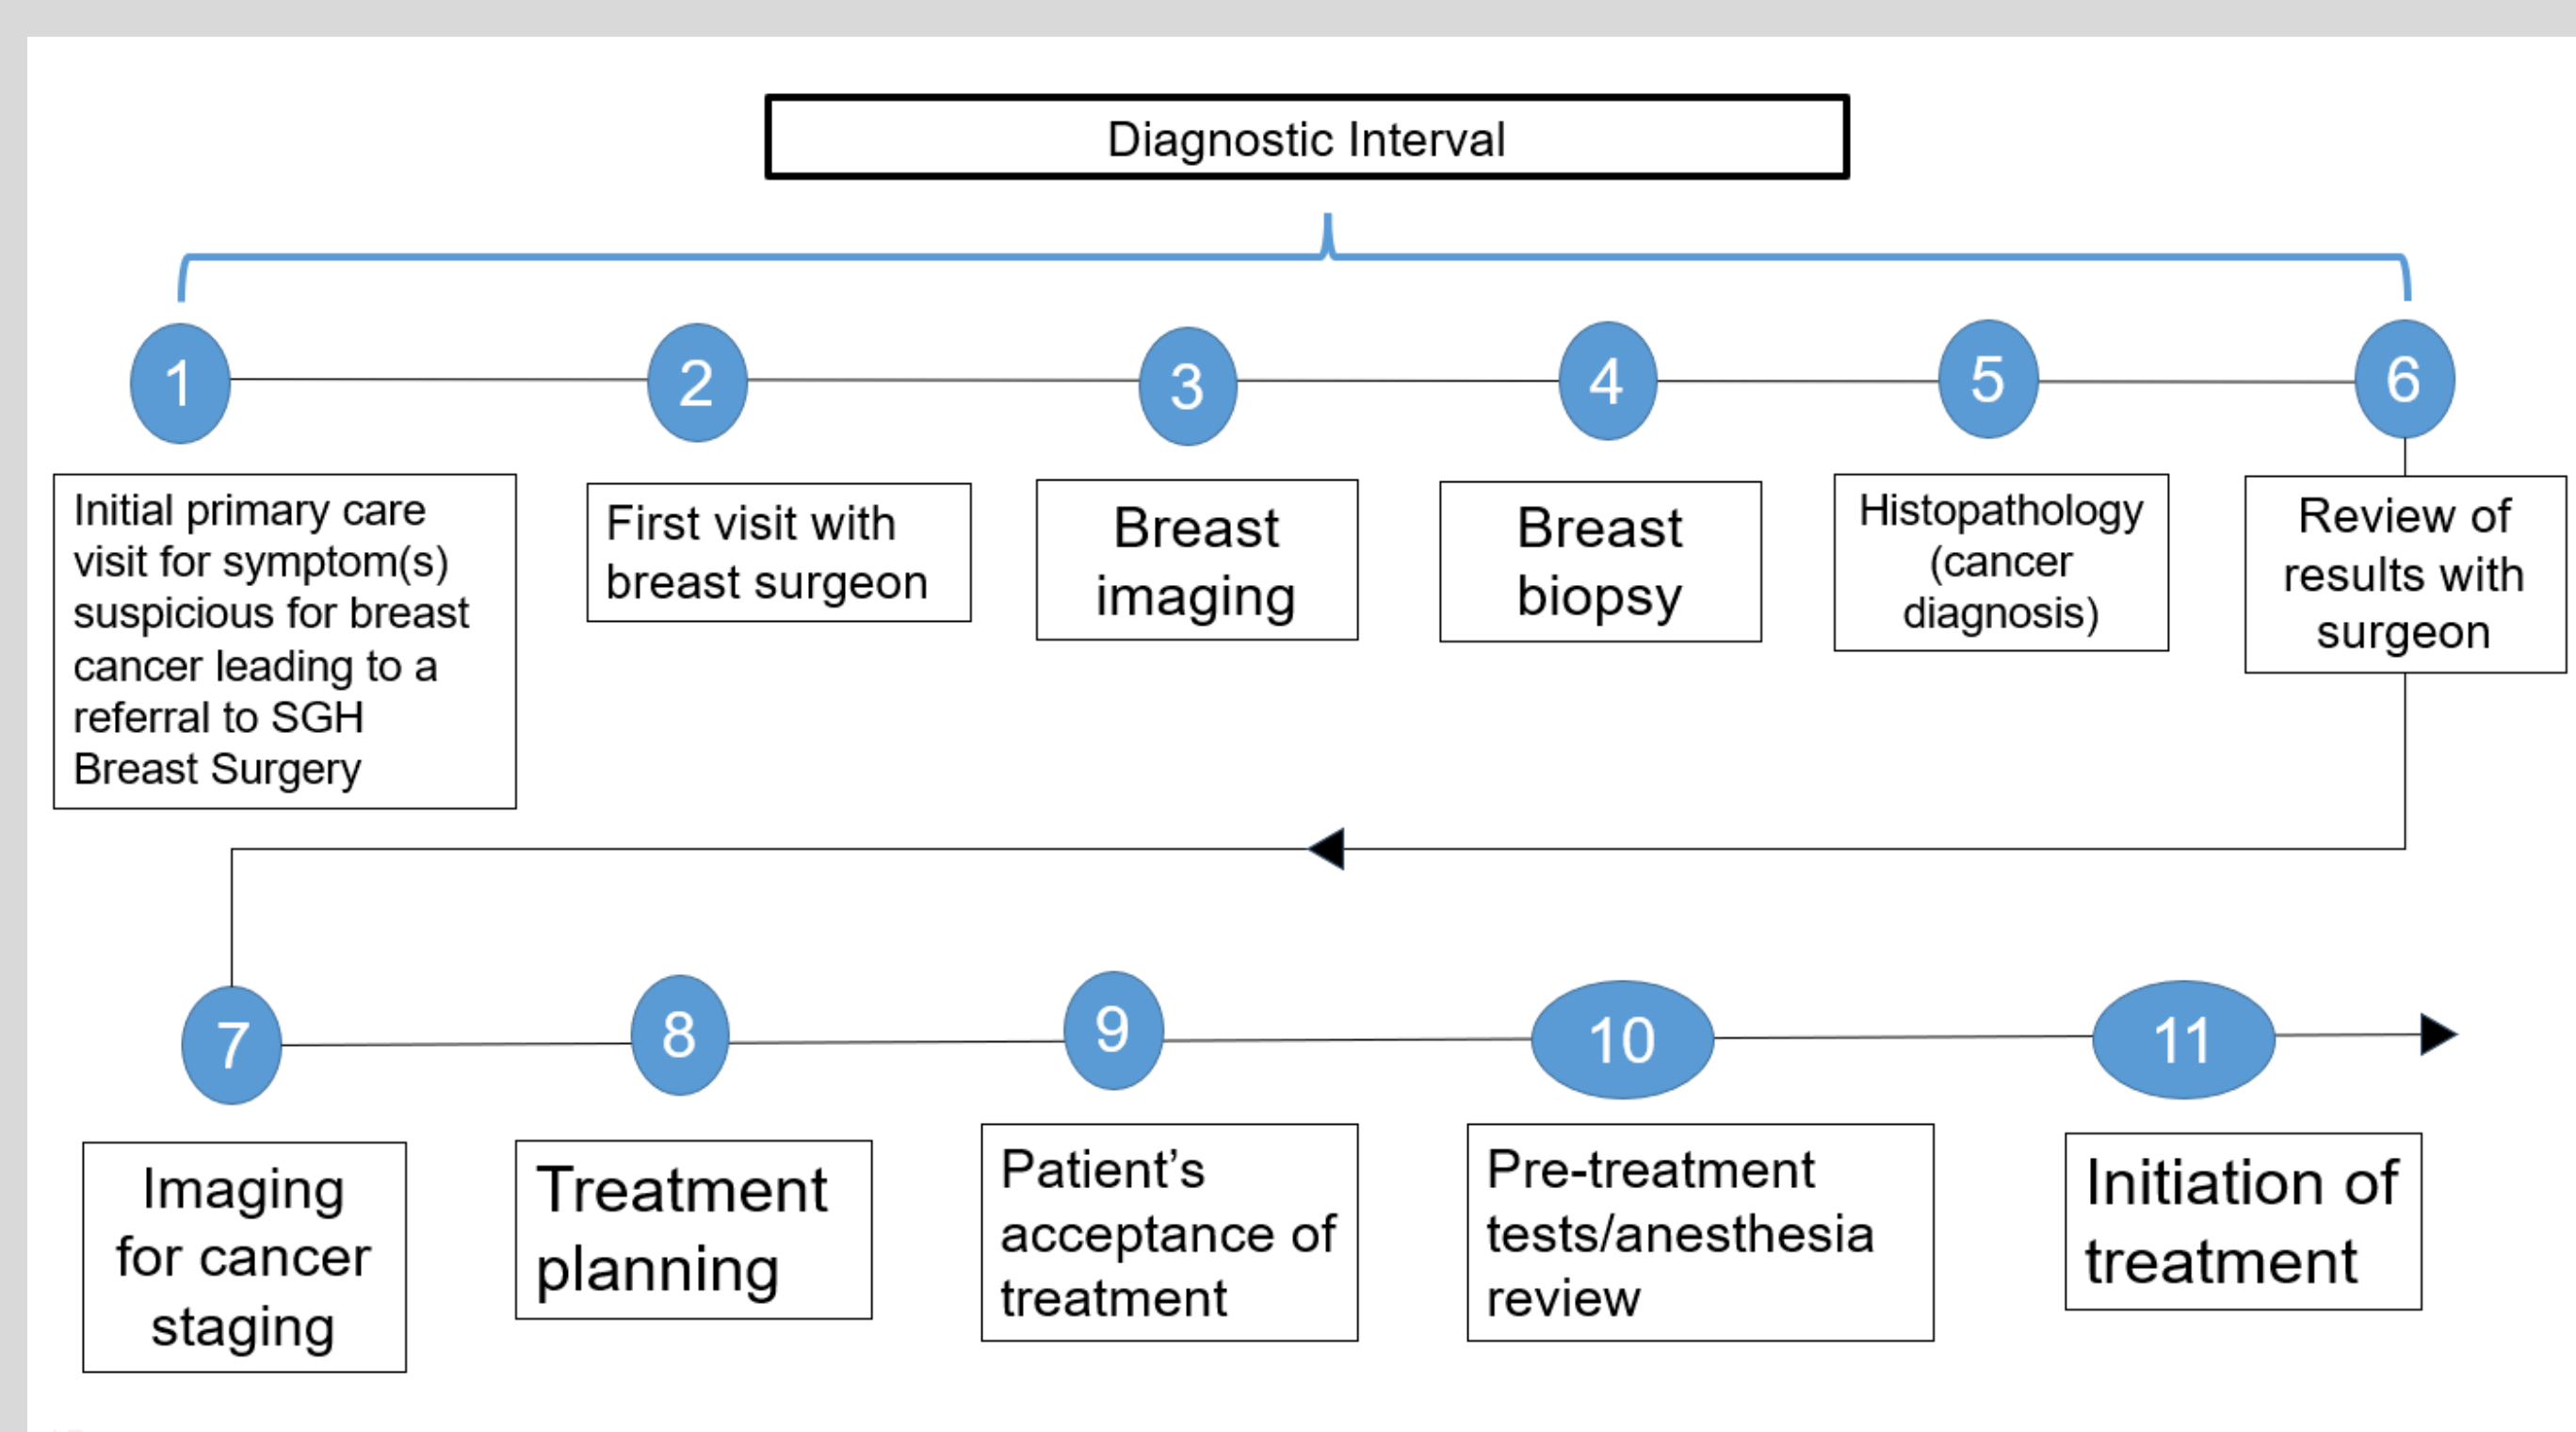 Diagnostic Interval
1
2
3
4
5
6
Initial primary care
visit for symptom(s)
suspicious for breast
cancer leading to a
referral to SGH
Breast Surgery
First visit with
breast surgeon
Breast
imaging
Breast
biopsy
Histopathology
(cancer
diagnosis)
Review of
results with
surgeon
7
8
9
10
11
Imaging
for cancer
staging
Treatment
planning
Patient’s
acceptance of
treatment
Pre-treatment
tests/anesthesia
review
Initiation of
treatment